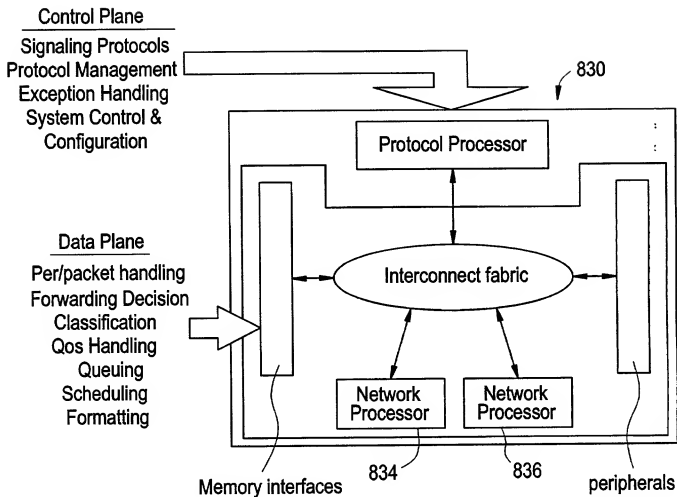 Control Plane
Signaling Protocols
Protocol Management
Exception Handling
System Control &
Configuration
830
Protocol Processor
Data Plane
Per/packet handling
Forwarding Decision
Classification
Qos Handling
Queuing
Scheduling
Formatting
Interconnect fabric
Network
Processor
Network
Processor
834
836
Memory interfaces
peripherals